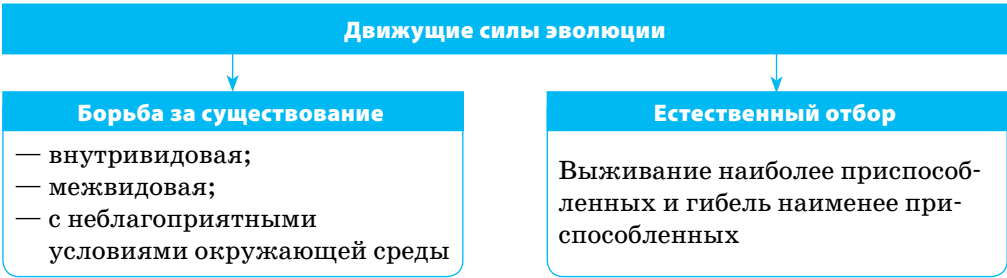 Движущие силы эволюции
Борьба за существование
— внутривидовая;
— межвидовая;
— с неблагоприятными
условиями окружающей среды
Естественный отбор
Выживание наиболее приспособ-
ленных и гибель наименее при-
способленных